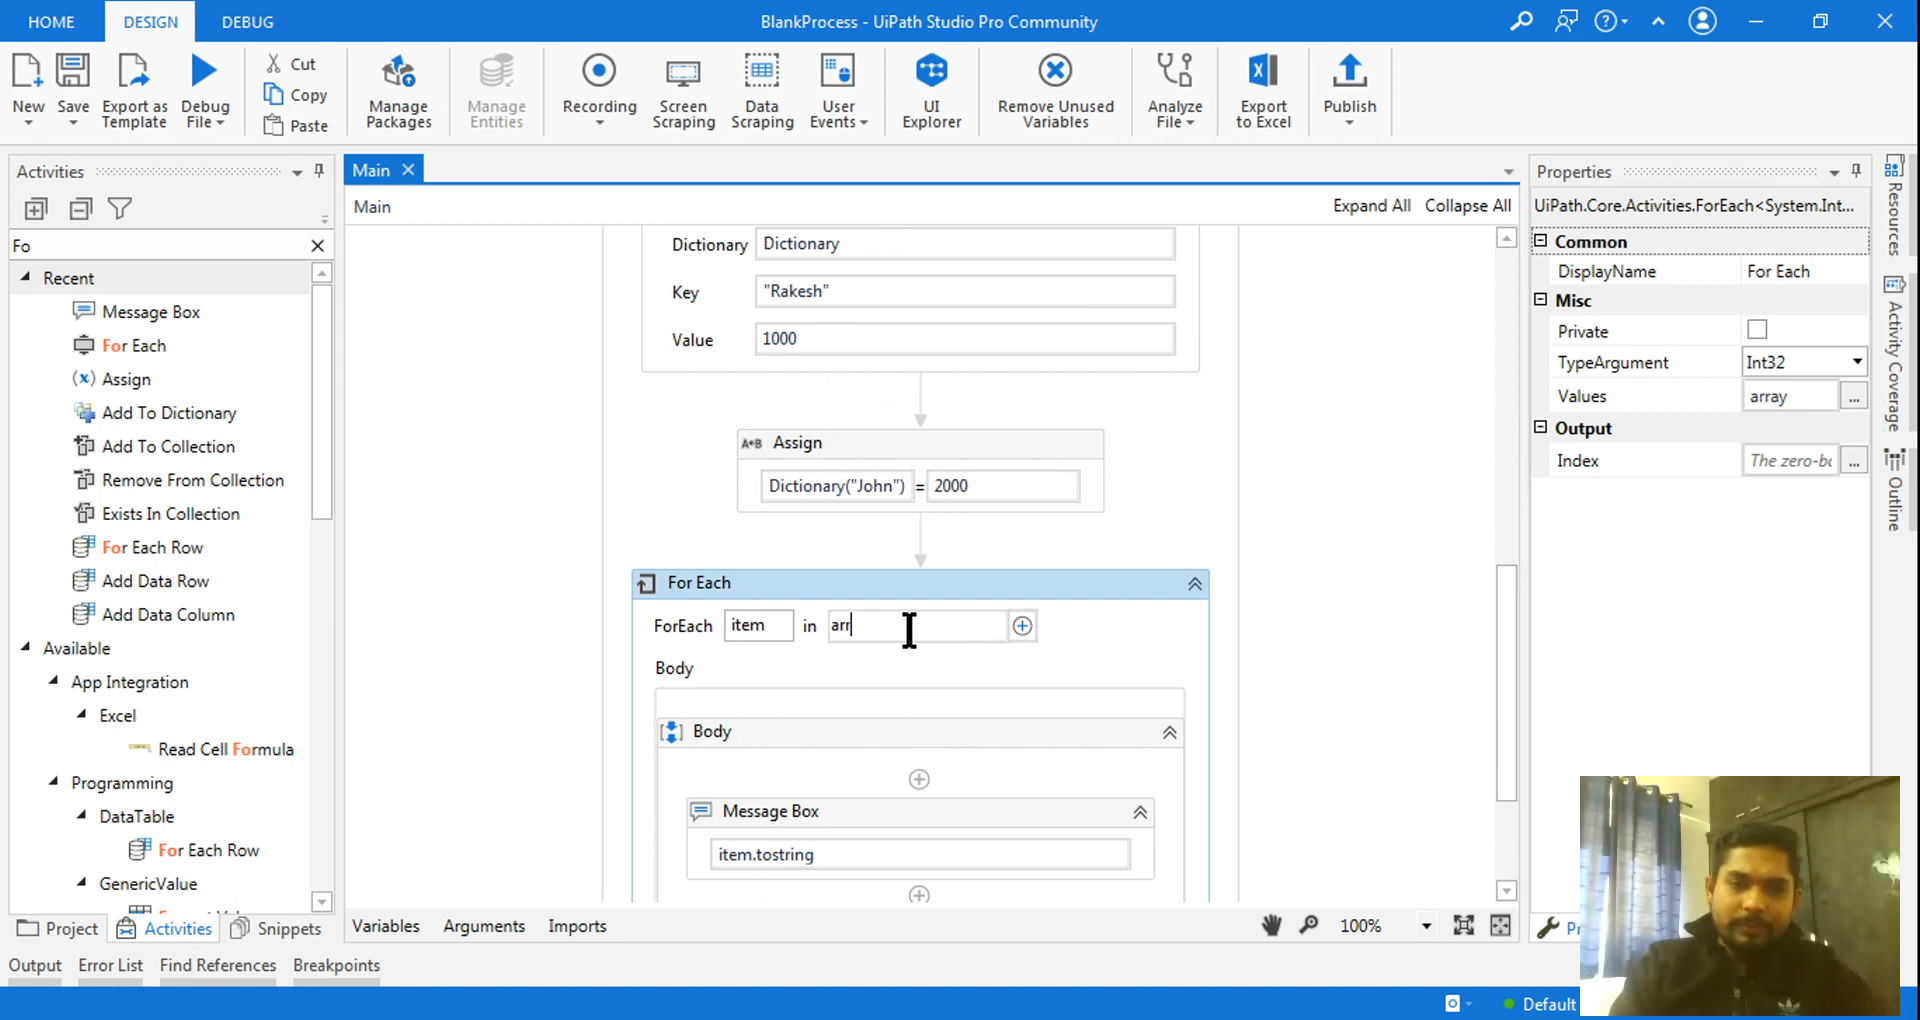 HOME DESIGN DEBUG BlankProcess - UiPath Studio Pro Community
New Save Export as Template Debug File Cut Copy Paste Manage Packages Manage Entities Recording Screen Scraping Data Scraping User Events UI Explorer Remove Unused Variables Analyze File Export to Excel Publish
Activities Main Properties
Main Expand All Collapse All UiPath.Core.Activities.ForEach<System.Int...
Fo
Recent
Message Box
For Each
Assign
Add To Dictionary
Add To Collection
Remove From Collection
Exists In Collection
For Each Row
Add Data Row
Add Data Column
Available
App Integration
Excel
Read Cell Formula
Programming
DataTable
For Each Row
GenericValue
Project Activities Snippets
Dictionary Dictionary
Key "Rakesh"
Value 1000
A+B Assign
Dictionary("John") = 2000
For Each
ForEach item in arr
Body
Body
Message Box
item.tostring
Variables Arguments Imports 100%
Common
DisplayName For Each
Misc
Private
TypeArgument Int32
Values array ...
Output
Index The zero-ba ...
Resources
Activity Coverage
Outline
Output Error List Find References Breakpoints
Default